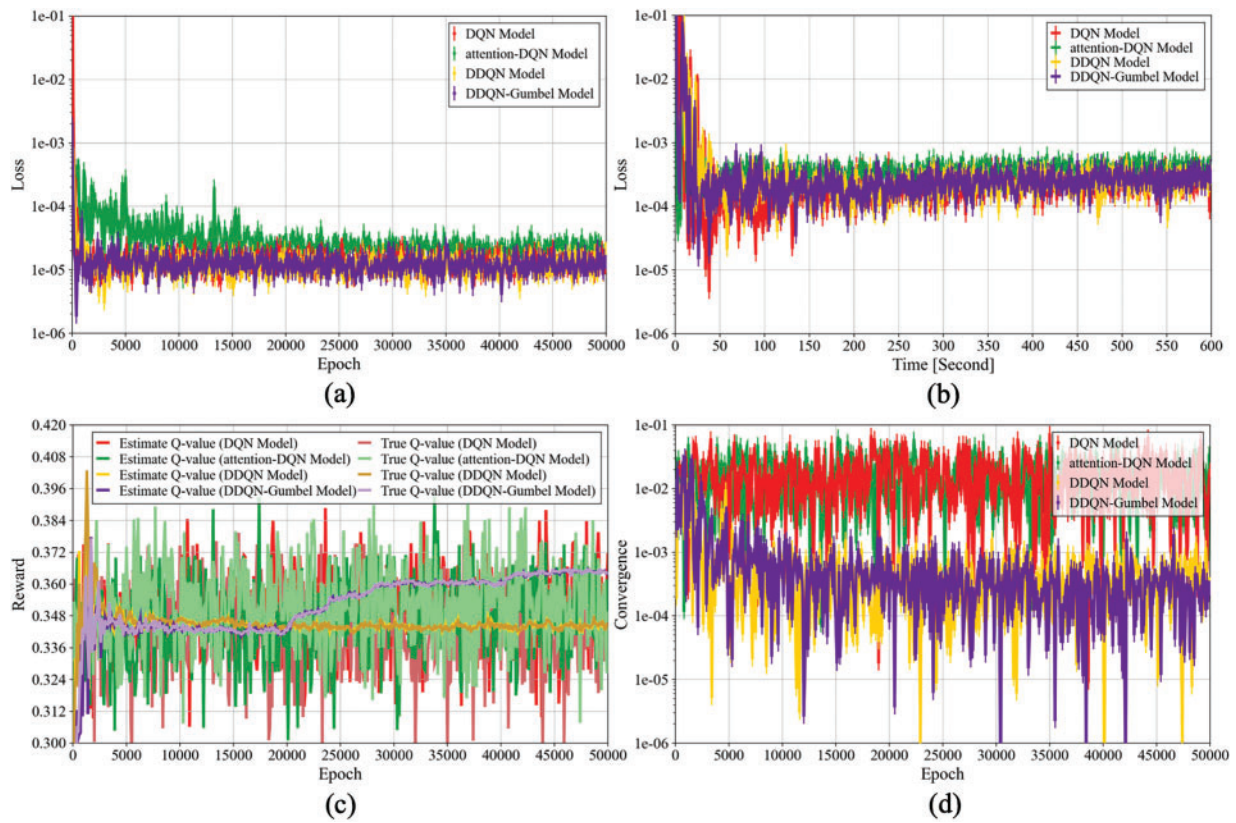 1e-01
1e-02
1e-03
1e-04
1e-05
1e-06
Loss
0 5000 10000 15000 20000 25000 30000 35000 40000 45000 50000
Epoch
DQN Model
attention-DQN Model
DDQN Model
DDQN-Gumbel Model
(a)
1e-01
1e-02
1e-03
1e-04
1e-05
1e-06
Loss
0 50 100 150 200 250 300 350 400 450 500 550 600
Time [Second]
DQN Model
attention-DQN Model
DDQN Model
DDQN-Gumbel Model
(b)
0.420
0.408
0.396
0.384
0.372
0.360
0.348
0.336
0.324
0.312
0.300
Reward
Estimate Q-value (DQN Model) True Q-value (DQN Model)
Estimate Q-value (attention-DQN Model) True Q-value (attention-DQN Model)
Estimate Q-value (DDQN Model) True Q-value (DDQN Model)
Estimate Q-value (DDQN-Gumbel Model) True Q-value (DDQN-Gumbel Model)
0 5000 10000 15000 20000 25000 30000 35000 40000 45000 50000
Epoch
(c)
1e-01
1e-02
1e-03
1e-04
1e-05
1e-06
Convergence
DQN Model
attention-DQN Model
DDQN Model
DDQN-Gumbel Model
0 5000 10000 15000 20000 25000 30000 35000 40000 45000 50000
Epoch
(d)